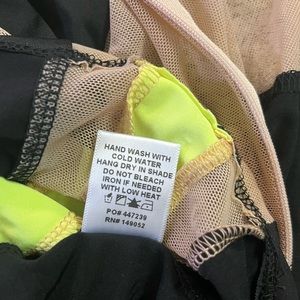 HAND WASH WITH
COLD WATER
HANG DRY IN SHADE
DO NOT BLEACH
IRON IF NEEDED
WITH LOW HEAT
PO# 447239
RN# 149052